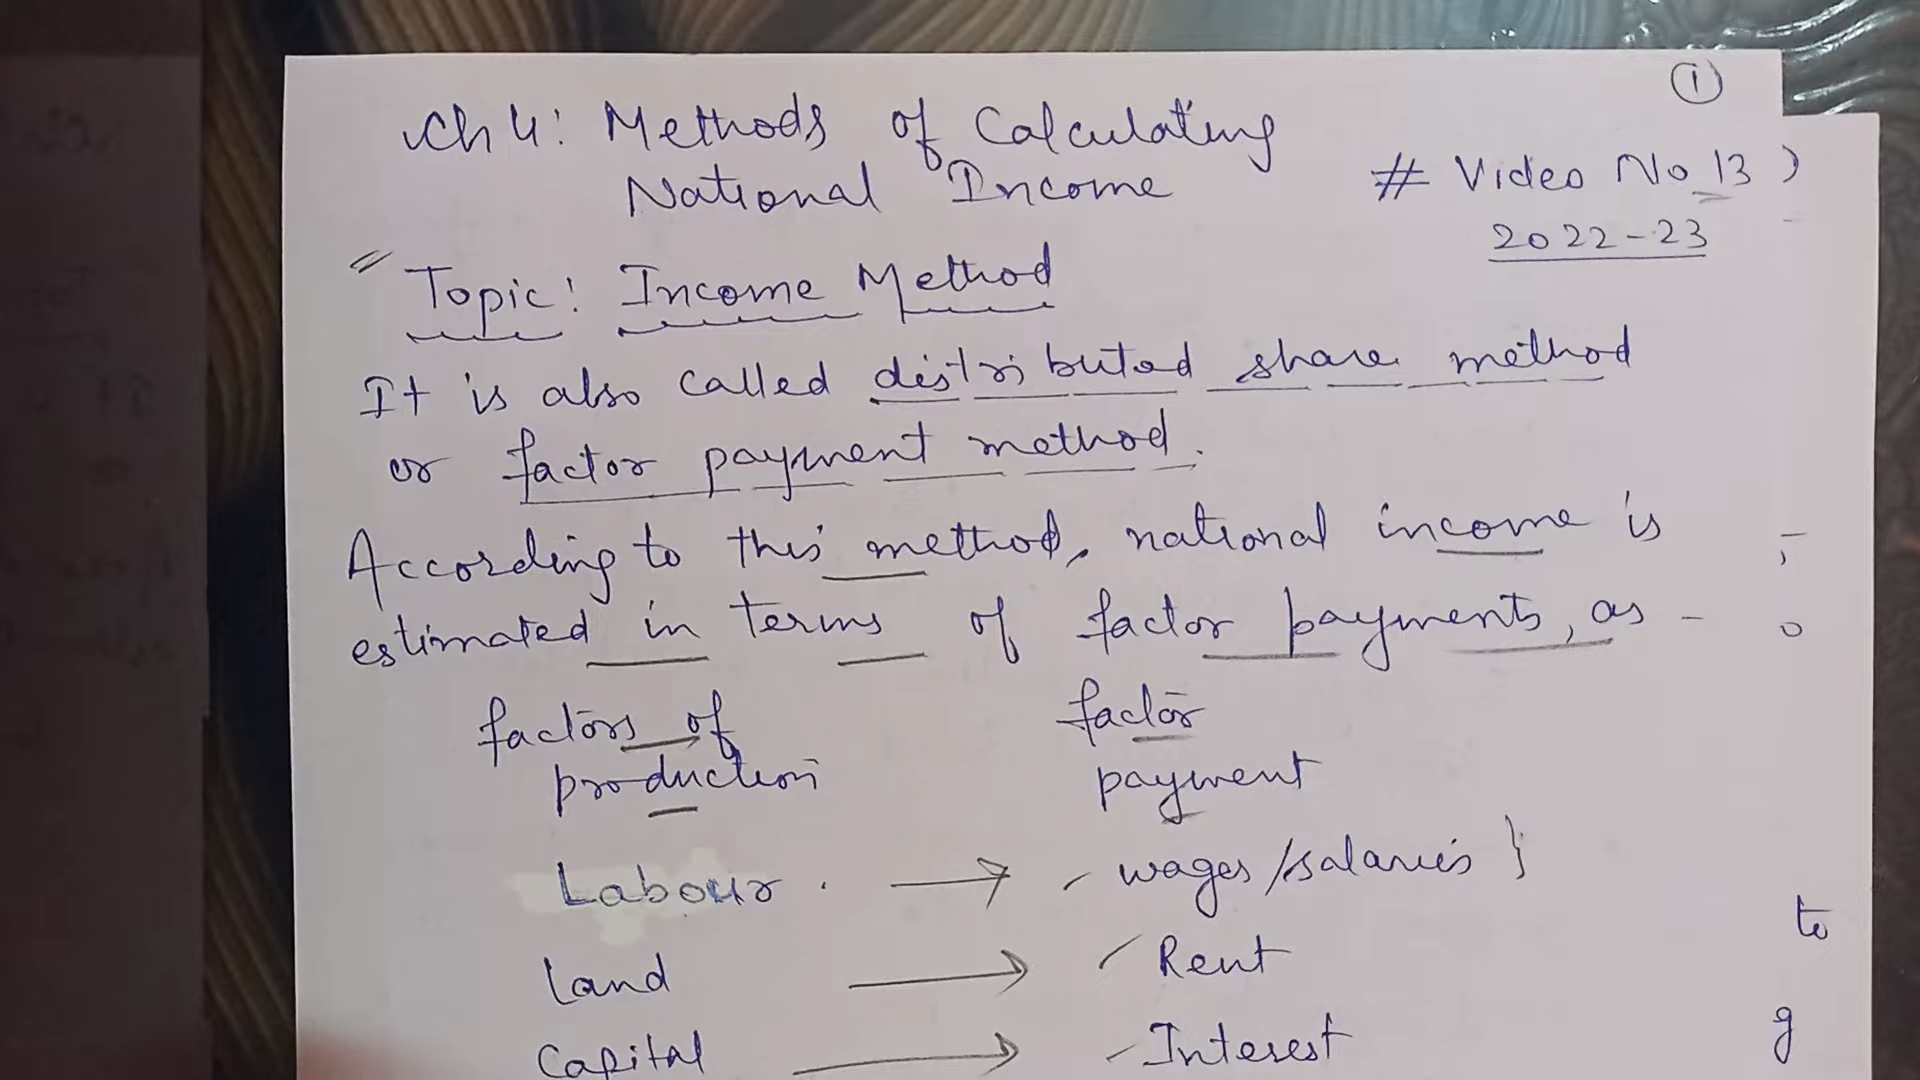 ①
Ch 4: Methods of Calculating
National Income
# Video No 13
2022-23
Topic: Income Method
It is also called distributed share method
or factor payment method.
According to this method, national income is
estimated in terms of factor payments, as -
factors of production
factor payment
Labour → wages/salaries }
Land → Rent
Capital → Interest
to
g